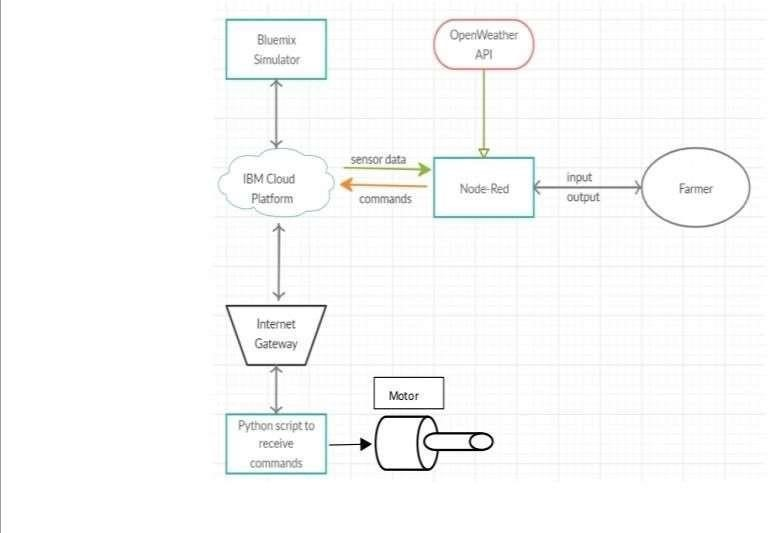 Bluemix
Simulator
OpenWeather
API
sensor data
IBM Cloud
Platform
commands
Node-Red
input
output
Farmer
Internet
Gateway
Motor
Python script to
receive
commands